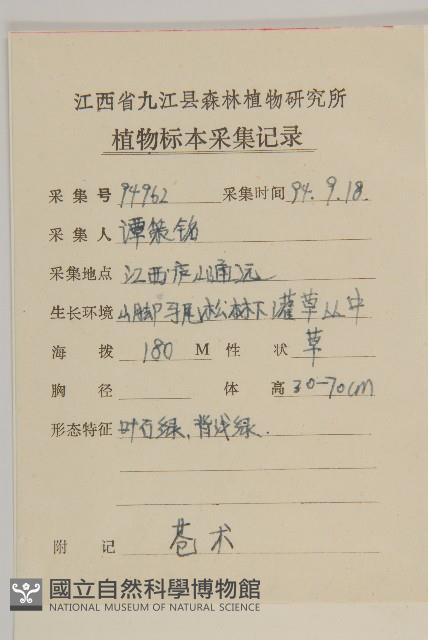 江西省九江县森林植物研究所
植物标本采集记录
采集号 94962 采集时间 94.9.18.
采集人 谭策铭
采集地点 江西庐山通远
生长环境 山脚马尾松林下灌草丛中
海拨 180 M 性状 草
胸径 体高 30-70cm
形态特征 叶面绿,背浅绿.
附记 苍术
國立自然科學博物館
NATIONAL MUSEUM OF NATURAL SCIENCE